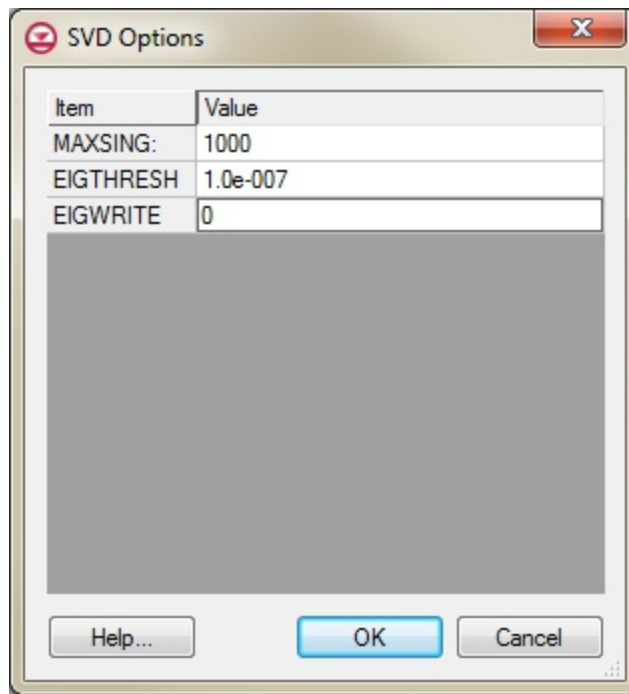 SVD Options
Item Value
MAXSING: 1000
EIGTHRESH 1.0e-007
EIGWRITE 0
Help... OK Cancel